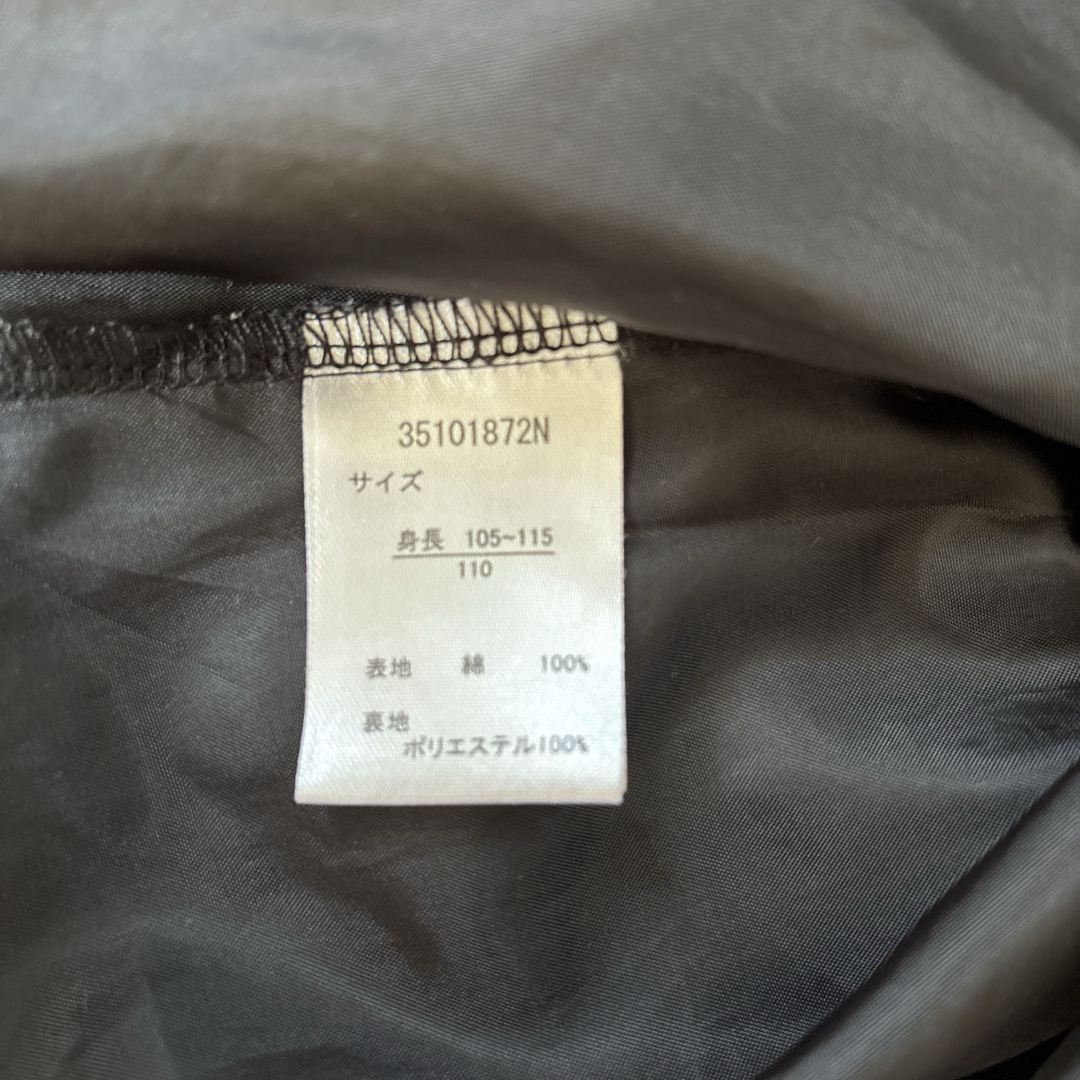 35101872N
サイズ
身長 105~115
110
表地 綿 100%
裏地
ポリエステル100%